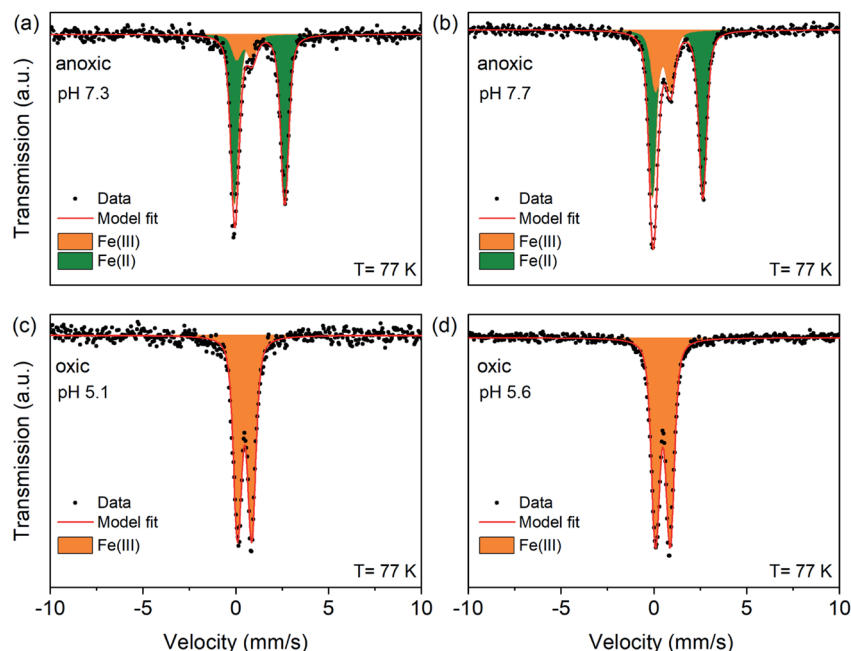 (a)
anoxic
pH 7.3
Data
Model fit
Fe(III)
Fe(II)
T= 77 K
Transmission (a.u.)
(b)
anoxic
pH 7.7
Data
Model fit
Fe(III)
Fe(II)
T= 77 K
(c)
oxic
pH 5.1
Data
Model fit
Fe(III)
T= 77 K
Transmission (a.u.)
-10 -5 0 5 10
Velocity (mm/s)
(d)
oxic
pH 5.6
Data
Model fit
Fe(III)
T= 77 K
-10 -5 0 5 10
Velocity (mm/s)